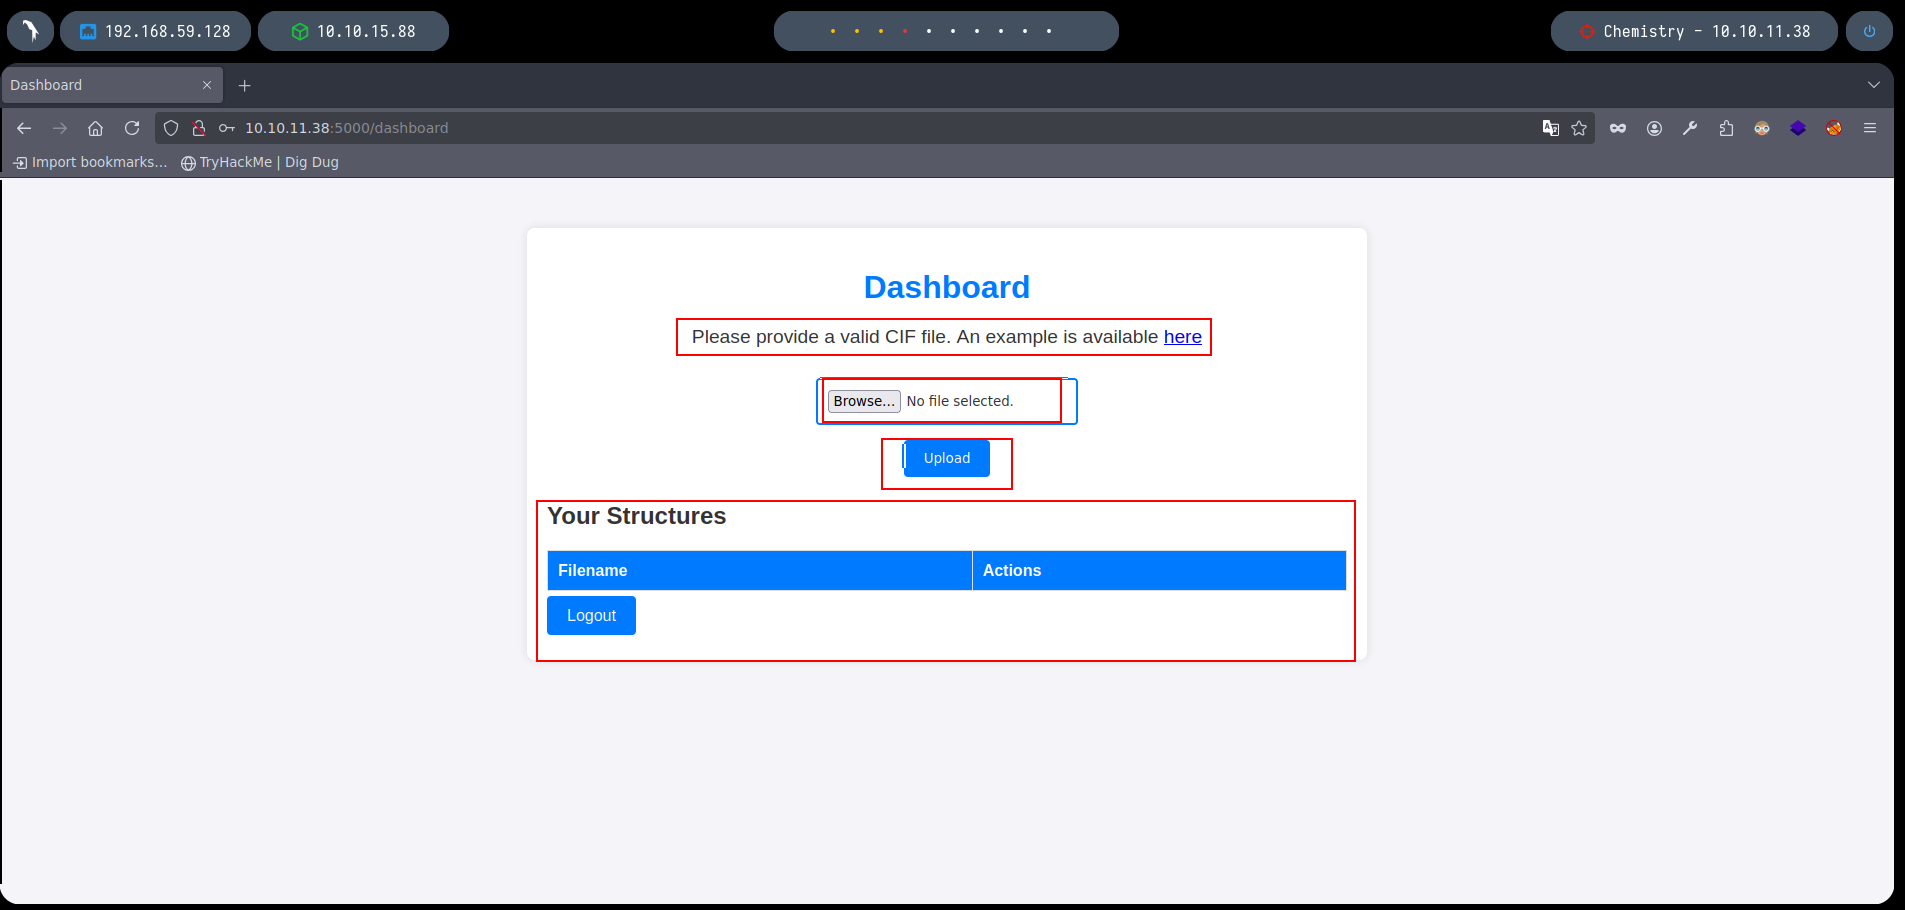 192.168.59.128 10.10.15.88 Chemistry - 10.10.11.38
Dashboard
10.10.11.38:5000/dashboard
Import bookmarks... TryHackMe | Dig Dug
Dashboard
Please provide a valid CIF file. An example is available here
Browse... No file selected.
Upload
Your Structures
Filename Actions
Logout